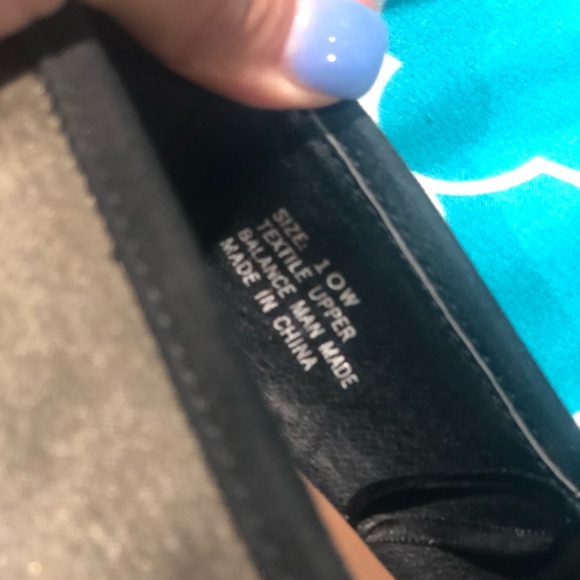 SIZE: 10W
TEXTILE UPPER
BALANCE MAN MADE
MADE IN CHINA